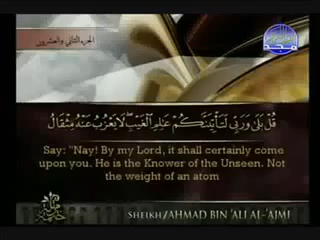 الجزء الثاني والعشرون
قُلْ بَلَىٰ وَرَبِّي لَتَأْتِيَنَّكُمْ عَالِمِ الْغَيْبِ ۖ لَا يَعْزُبُ عَنْهُ مِثْقَالُ
Say: "Nay! By my Lord, it shall certainly come
upon you. He is the Knower of the Unseen. Not
the weight of an atom
SHEIKH/AHMAD BIN 'ALI AL-'AJMI